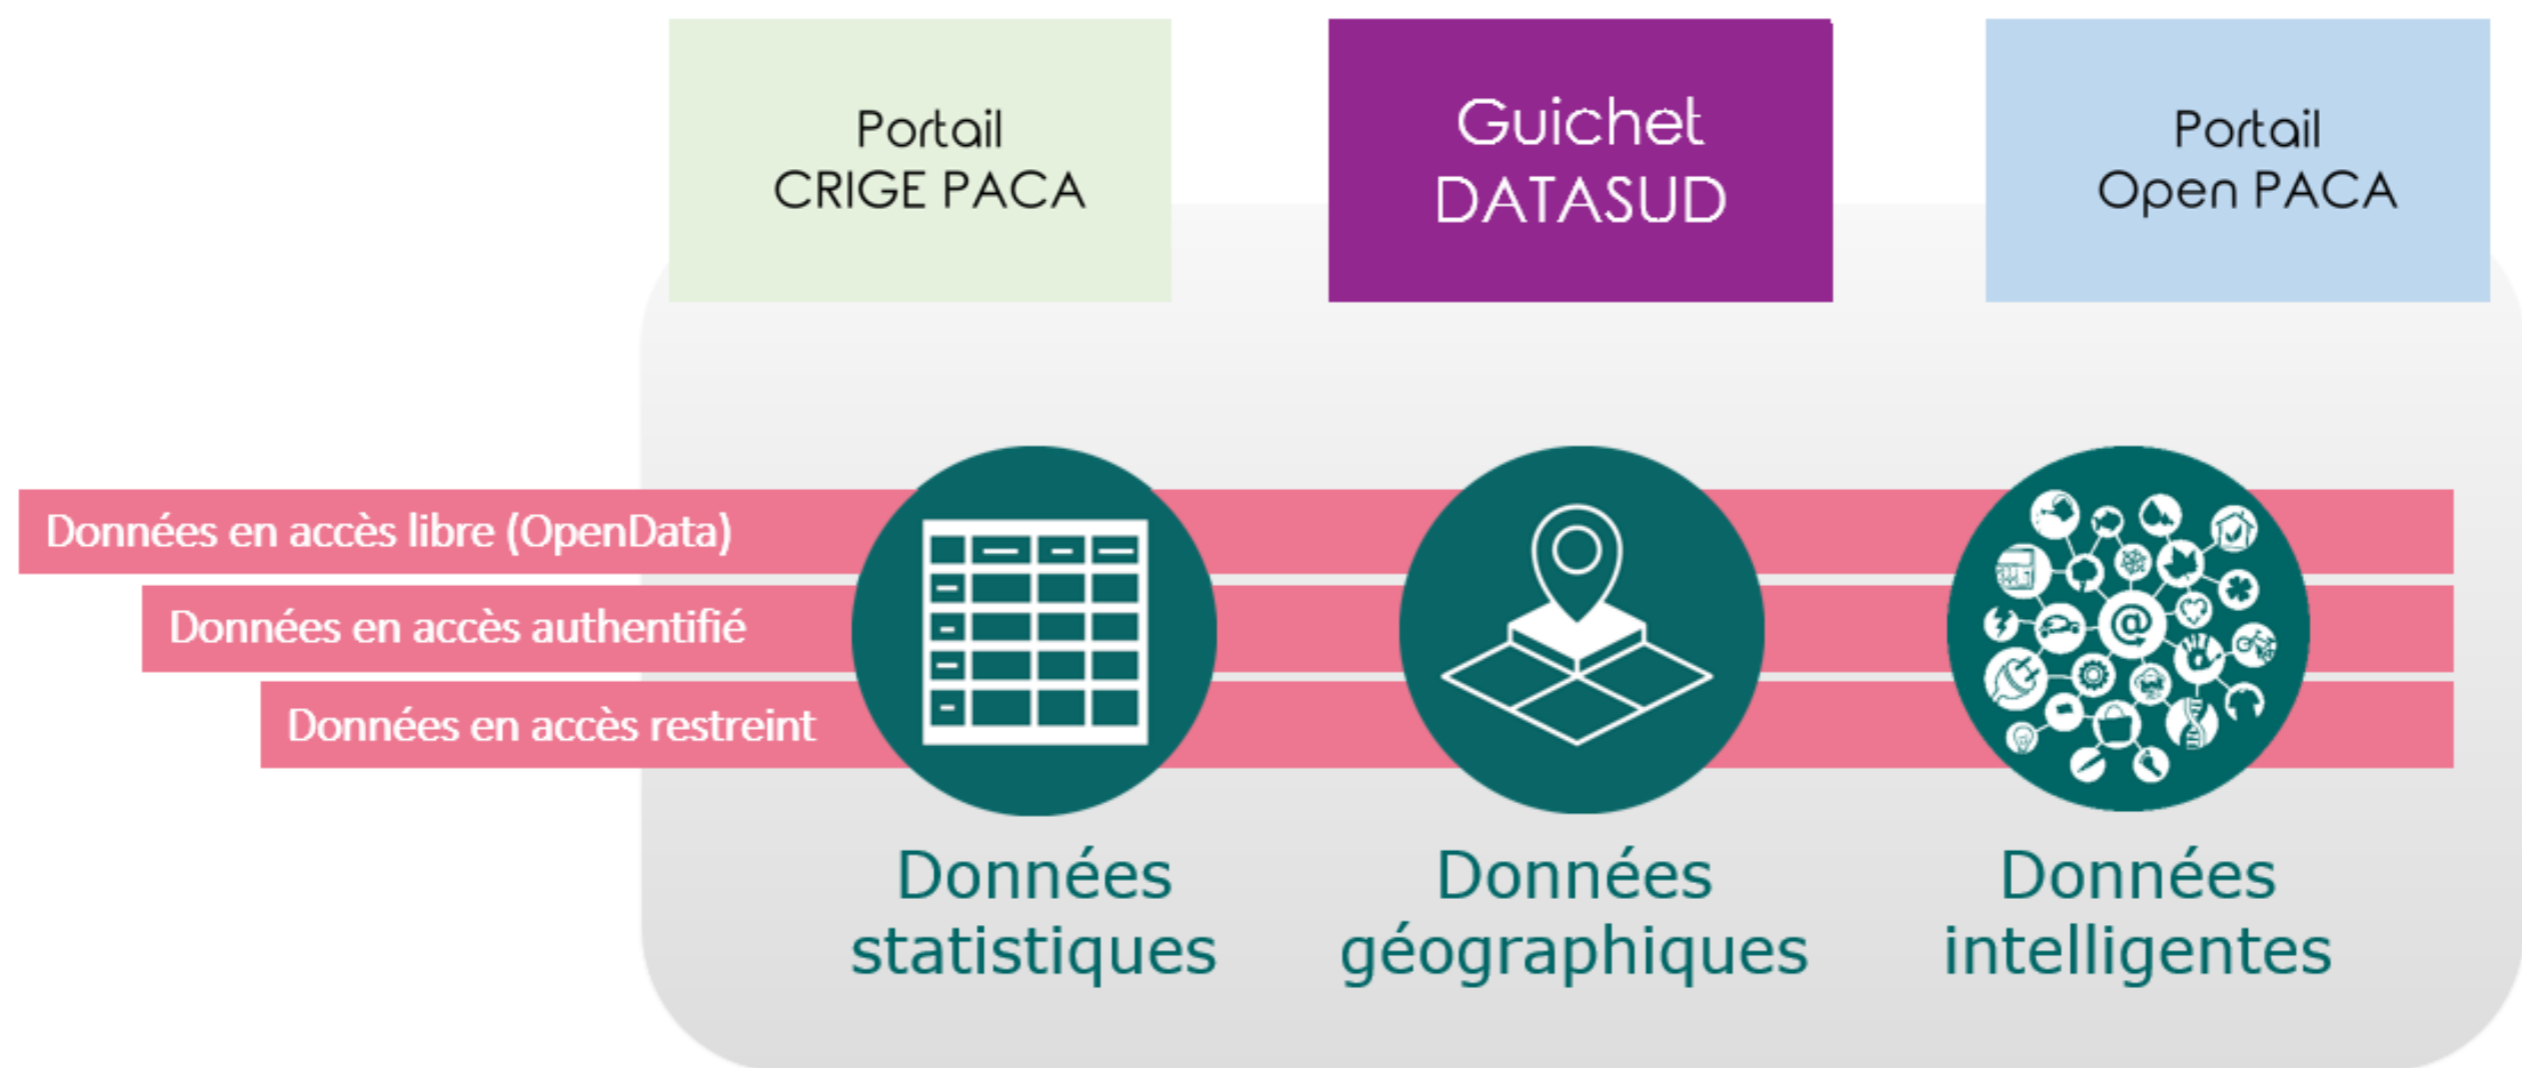 Portail
CRIGE PACA
Guichet
DATASUD
Portail
Open PACA
Données en accès libre (OpenData)
Données en accès authentifié
Données en accès restreint
@
Données
statistiques
Données
géographiques
Données
intelligentes